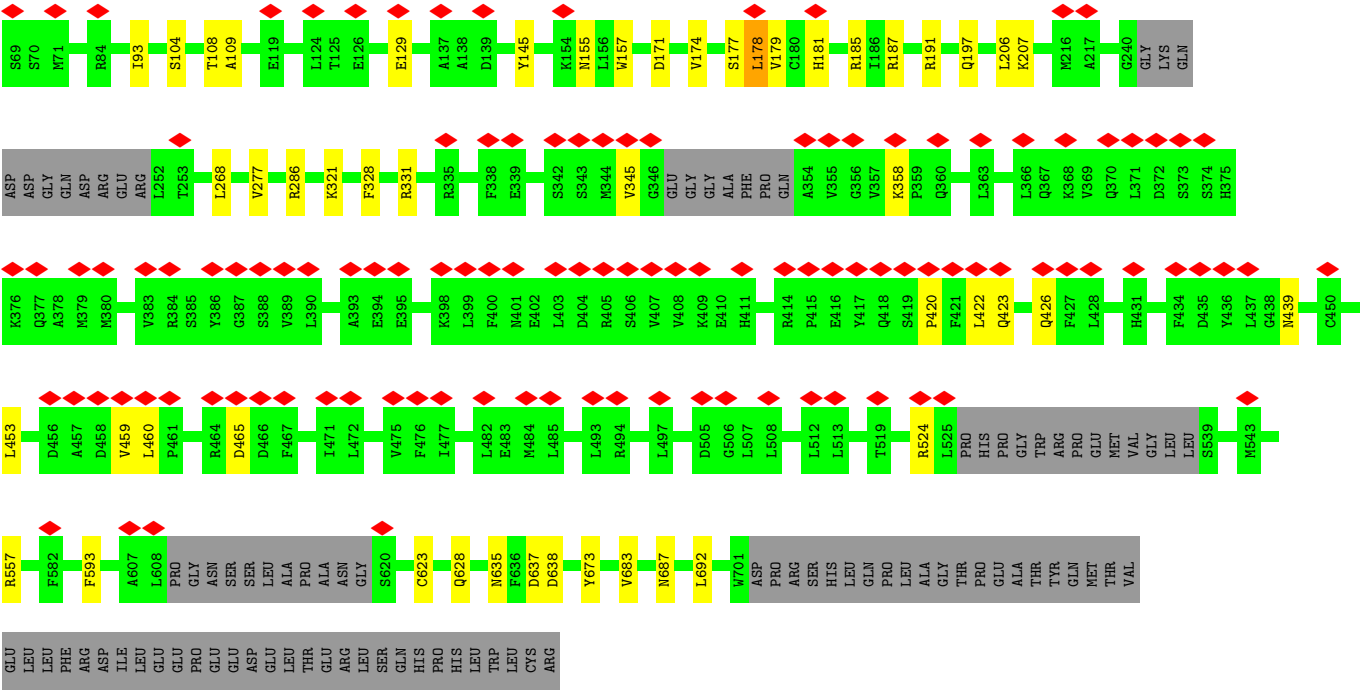 S69 S70 M71 R84 I93 S104 T108 A109 E119 L124 T125 E126 E129 A137 A138 D139 Y145 K154 N155 L156 W157 D171 V174 S177 L178 V179 C180 H181 R185 I186 R187 R191 Q197 L206 K207 M216 A217 G240 GLY LYS GLN
ASP ASP GLY GLN ASP ARG GLU ARG L252 T253 L268 V277 R286 K321 F328 R331 R335 F338 E339 S342 S343 M344 V345 G346 GLU GLY GLY ALA PHE PRO GLN A354 V355 G356 V357 K358 P359 Q360 L363 L366 Q367 K368 V369 Q370 L371 D372 S373 S374 H375
K376 Q377 A378 M379 M380 V383 R384 S385 Y386 G387 S388 V389 L390 A393 E394 E395 K398 L399 F400 N401 E402 L403 D404 R405 S406 V407 V408 K409 E410 H411 R414 P415 E416 Y417 Q418 S419 P420 F421 L422 Q423 Q426 F427 L428 H431 F434 D435 Y436 L437 G438 N439 C450
L453 D456 A457 D458 V459 L460 P461 R464 D465 D466 F467 I471 L472 V475 F476 I477 L482 E483 M484 L485 L493 R494 L497 D505 G506 L507 L508 L512 L513 T519 R524 L525 PRO HIS PRO GLY TRP ARG PRO GLU MET VAL GLY LEU LEU S539 M543
R557 F582 F593 A607 L608 PRO GLY ASN SER SER LEU ALA PRO ALA ASN GLY S620 C623 Q628 N635 F636 D637 D638 Y673 V683 N687 L692 W701 ASP PRO ARG SER HIS LEU GLN PRO LEU ALA GLY THR PRO GLU ALA THR TYR GLN MET THR VAL
GLU LEU LEU PHE ARG ASP ILE LEU GLU GLU PRO GLU GLU ASP GLU LEU THR GLU ARG LEU SER GLN HIS PRO HIS LEU TRP LEU CYS ARG